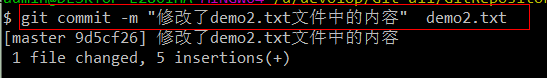 $ git commit -m "修改了demo2.txt文件中的内容" demo2.txt
[master 9d5cf26] 修改了demo2.txt文件中的内容
1 file changed, 5 insertions(+)